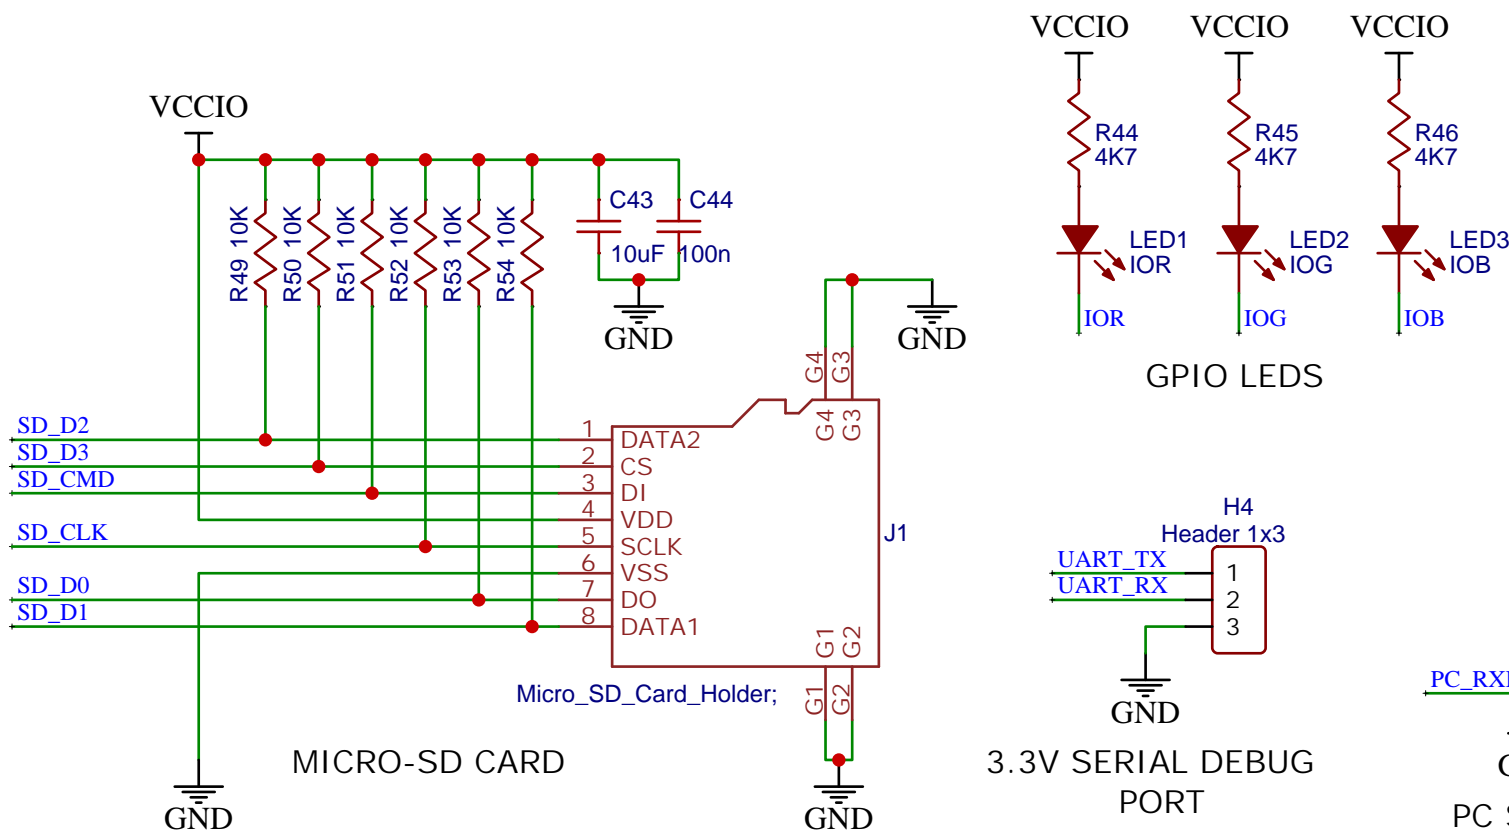 VCCIO
VCCIO
VCCIO
VCCIO
R44
4K7
R45
4K7
R46
4K7
R49 10K
R50 10K
R51 10K
R52 10K
R53 10K
R54 10K
C43
10uF
C44
100n
GND
GND
LED1
IOR
LED2
IOG
LED3
IOB
IOR
IOG
IOB
GPIO LEDS
G4
G3
G4
G3
SD_D2
SD_D3
SD_CMD
SD_CLK
SD_D0
SD_D1
1
DATA2
2
CS
3
DI
4
VDD
5
SCLK
6
VSS
7
DO
8
DATA1
J1
G1
G2
G1
G2
Micro_SD_Card_Holder;
GND
GND
MICRO-SD CARD
H4
Header 1x3
UART_TX
UART_RX
1
2
3
GND
3.3V SERIAL DEBUG
PORT